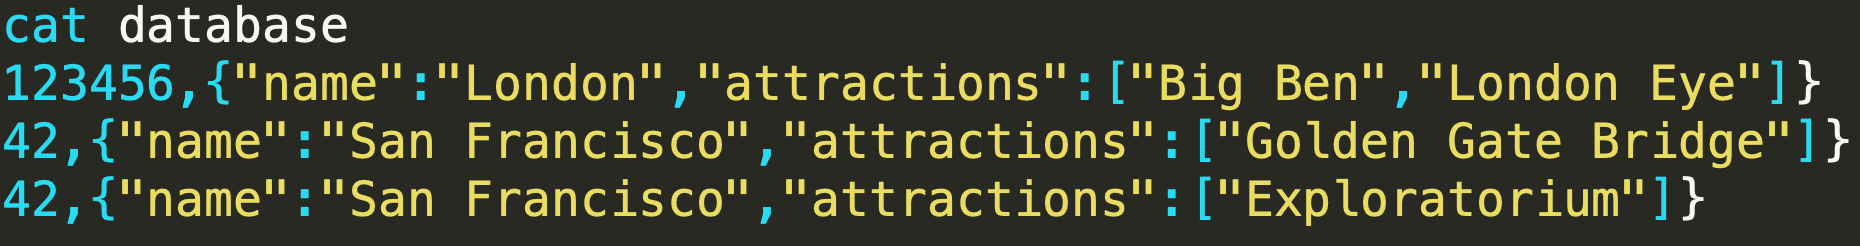 cat database
123456,{"name":"London","attractions":["Big Ben","London Eye"]}
42,{"name":"San Francisco","attractions":["Golden Gate Bridge"]}
42,{"name":"San Francisco","attractions":["Exploratorium"]}